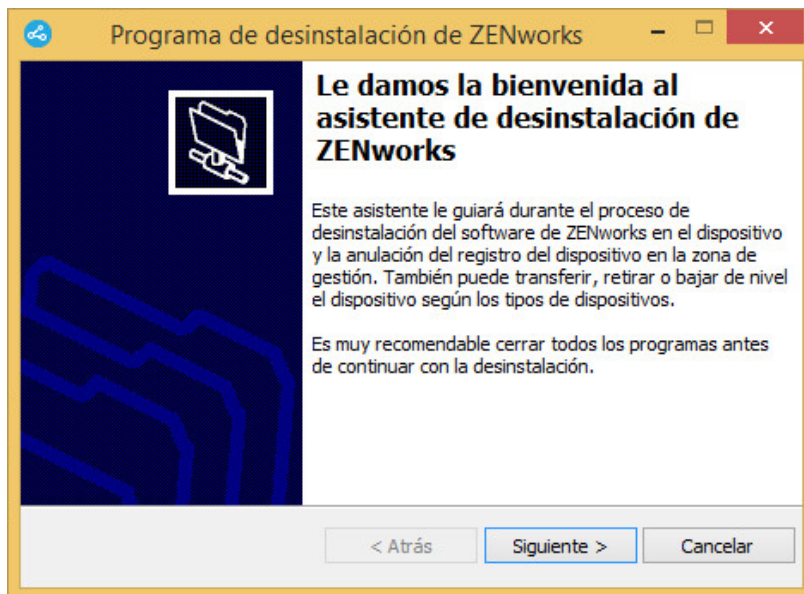 Programa de desinstalación de ZENworks
Le damos la bienvenida al
asistente de desinstalación de
ZENworks
Este asistente le guiará durante el proceso de
desinstalación del software de ZENworks en el dispositivo
y la anulación del registro del dispositivo en la zona de
gestión. También puede transferir, retirar o bajar de nivel
el dispositivo según los tipos de dispositivos.
Es muy recomendable cerrar todos los programas antes
de continuar con la desinstalación.
< Atrás
Siguiente >
Cancelar